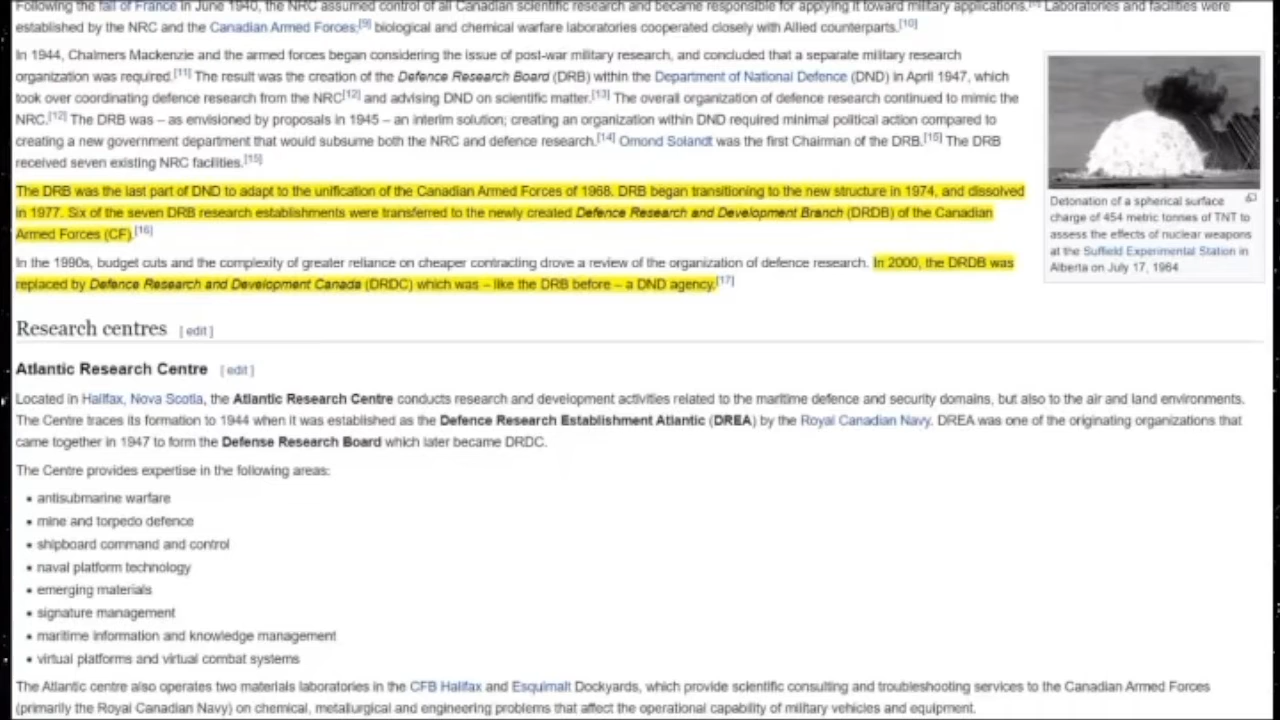 Following the fall of France in June 1940, the NRC assumed control of all Canadian scientific research and became responsible for applying it toward military applications. Laboratories and facilities were
established by the NRC and the Canadian Armed Forces;[9] biological and chemical warfare laboratories cooperated closely with Allied counterparts.[10]
In 1944, Chalmers Mackenzie and the armed forces began considering the issue of post-war military research, and concluded that a separate military research
organization was required.[11] The result was the creation of the Defence Research Board (DRB) within the Department of National Defence (DND) in April 1947, which
took over coordinating defence research from the NRC[12] and advising DND on scientific matter.[13] The overall organization of defence research continued to mimic the
NRC.[12] The DRB was – as envisioned by proposals in 1945 – an interim solution; creating an organization within DND required minimal political action compared to
creating a new government department that would subsume both the NRC and defence research.[14] Omond Solandt was the first Chairman of the DRB.[15] The DRB
received seven existing NRC facilities.[15]
The DRB was the last part of DND to adapt to the unification of the Canadian Armed Forces of 1968. DRB began transitioning to the new structure in 1974, and dissolved
in 1977. Six of the seven DRB research establishments were transferred to the newly created Defence Research and Development Branch (DRDB) of the Canadian
Armed Forces (CF).[16]
In the 1990s, budget cuts and the complexity of greater reliance on cheaper contracting drove a review of the organization of defence research. In 2000, the DRDB was
replaced by Defence Research and Development Canada (DRDC) which was – like the DRB before – a DND agency.[17]
Detonation of a spherical surface
charge of 454 metric tonnes of TNT to
assess the effects of nuclear weapons
at the Suffield Experimental Station in
Alberta on July 17, 1964
Research centres [ edit ]
Atlantic Research Centre [ edit ]
Located in Halifax, Nova Scotia, the Atlantic Research Centre conducts research and development activities related to the maritime defence and security domains, but also to the air and land environments.
The Centre traces its formation to 1944 when it was established as the Defence Research Establishment Atlantic (DREA) by the Royal Canadian Navy. DREA was one of the originating organizations that
came together in 1947 to form the Defense Research Board which later became DRDC.
The Centre provides expertise in the following areas:
• antisubmarine warfare
• mine and torpedo defence
• shipboard command and control
• naval platform technology
• emerging materials
• signature management
• maritime information and knowledge management
• virtual platforms and virtual combat systems
The Atlantic centre also operates two materials laboratories in the CFB Halifax and Esquimalt Dockyards, which provide scientific consulting and troubleshooting services to the Canadian Armed Forces
(primarily the Royal Canadian Navy) on chemical, metallurgical and engineering problems that affect the operational capability of military vehicles and equipment.